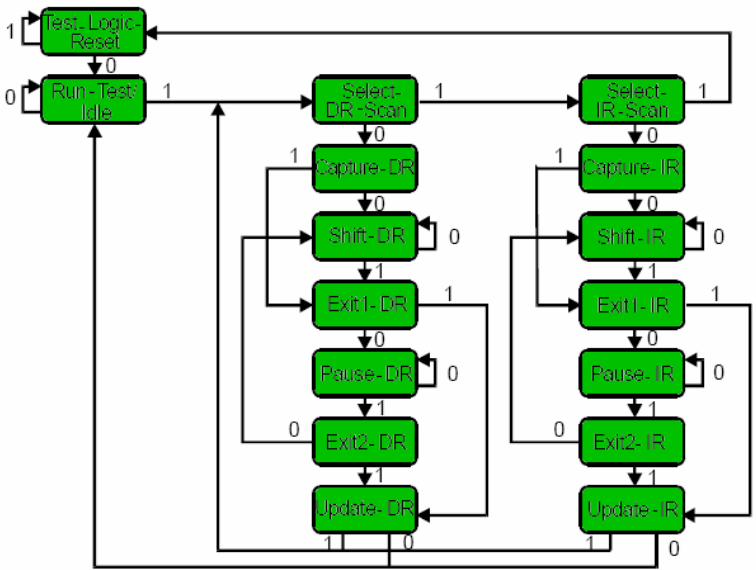 Test-Logic-
Reset
1
0
Run-Test/
Idle
0
1
Select-
DR-Scan
1
Select-
IR-Scan
1
0
0
1
Capture-DR
1
Capture-IR
0
0
Shift-DR
0
Shift-IR
0
1
1
Exit1-DR
1
Exit1-IR
1
0
0
Pause-DR
0
Pause-IR
0
1
1
0
Exit2-DR
0
Exit2-IR
1
1
Update-DR
Update-IR
1
0
1
0